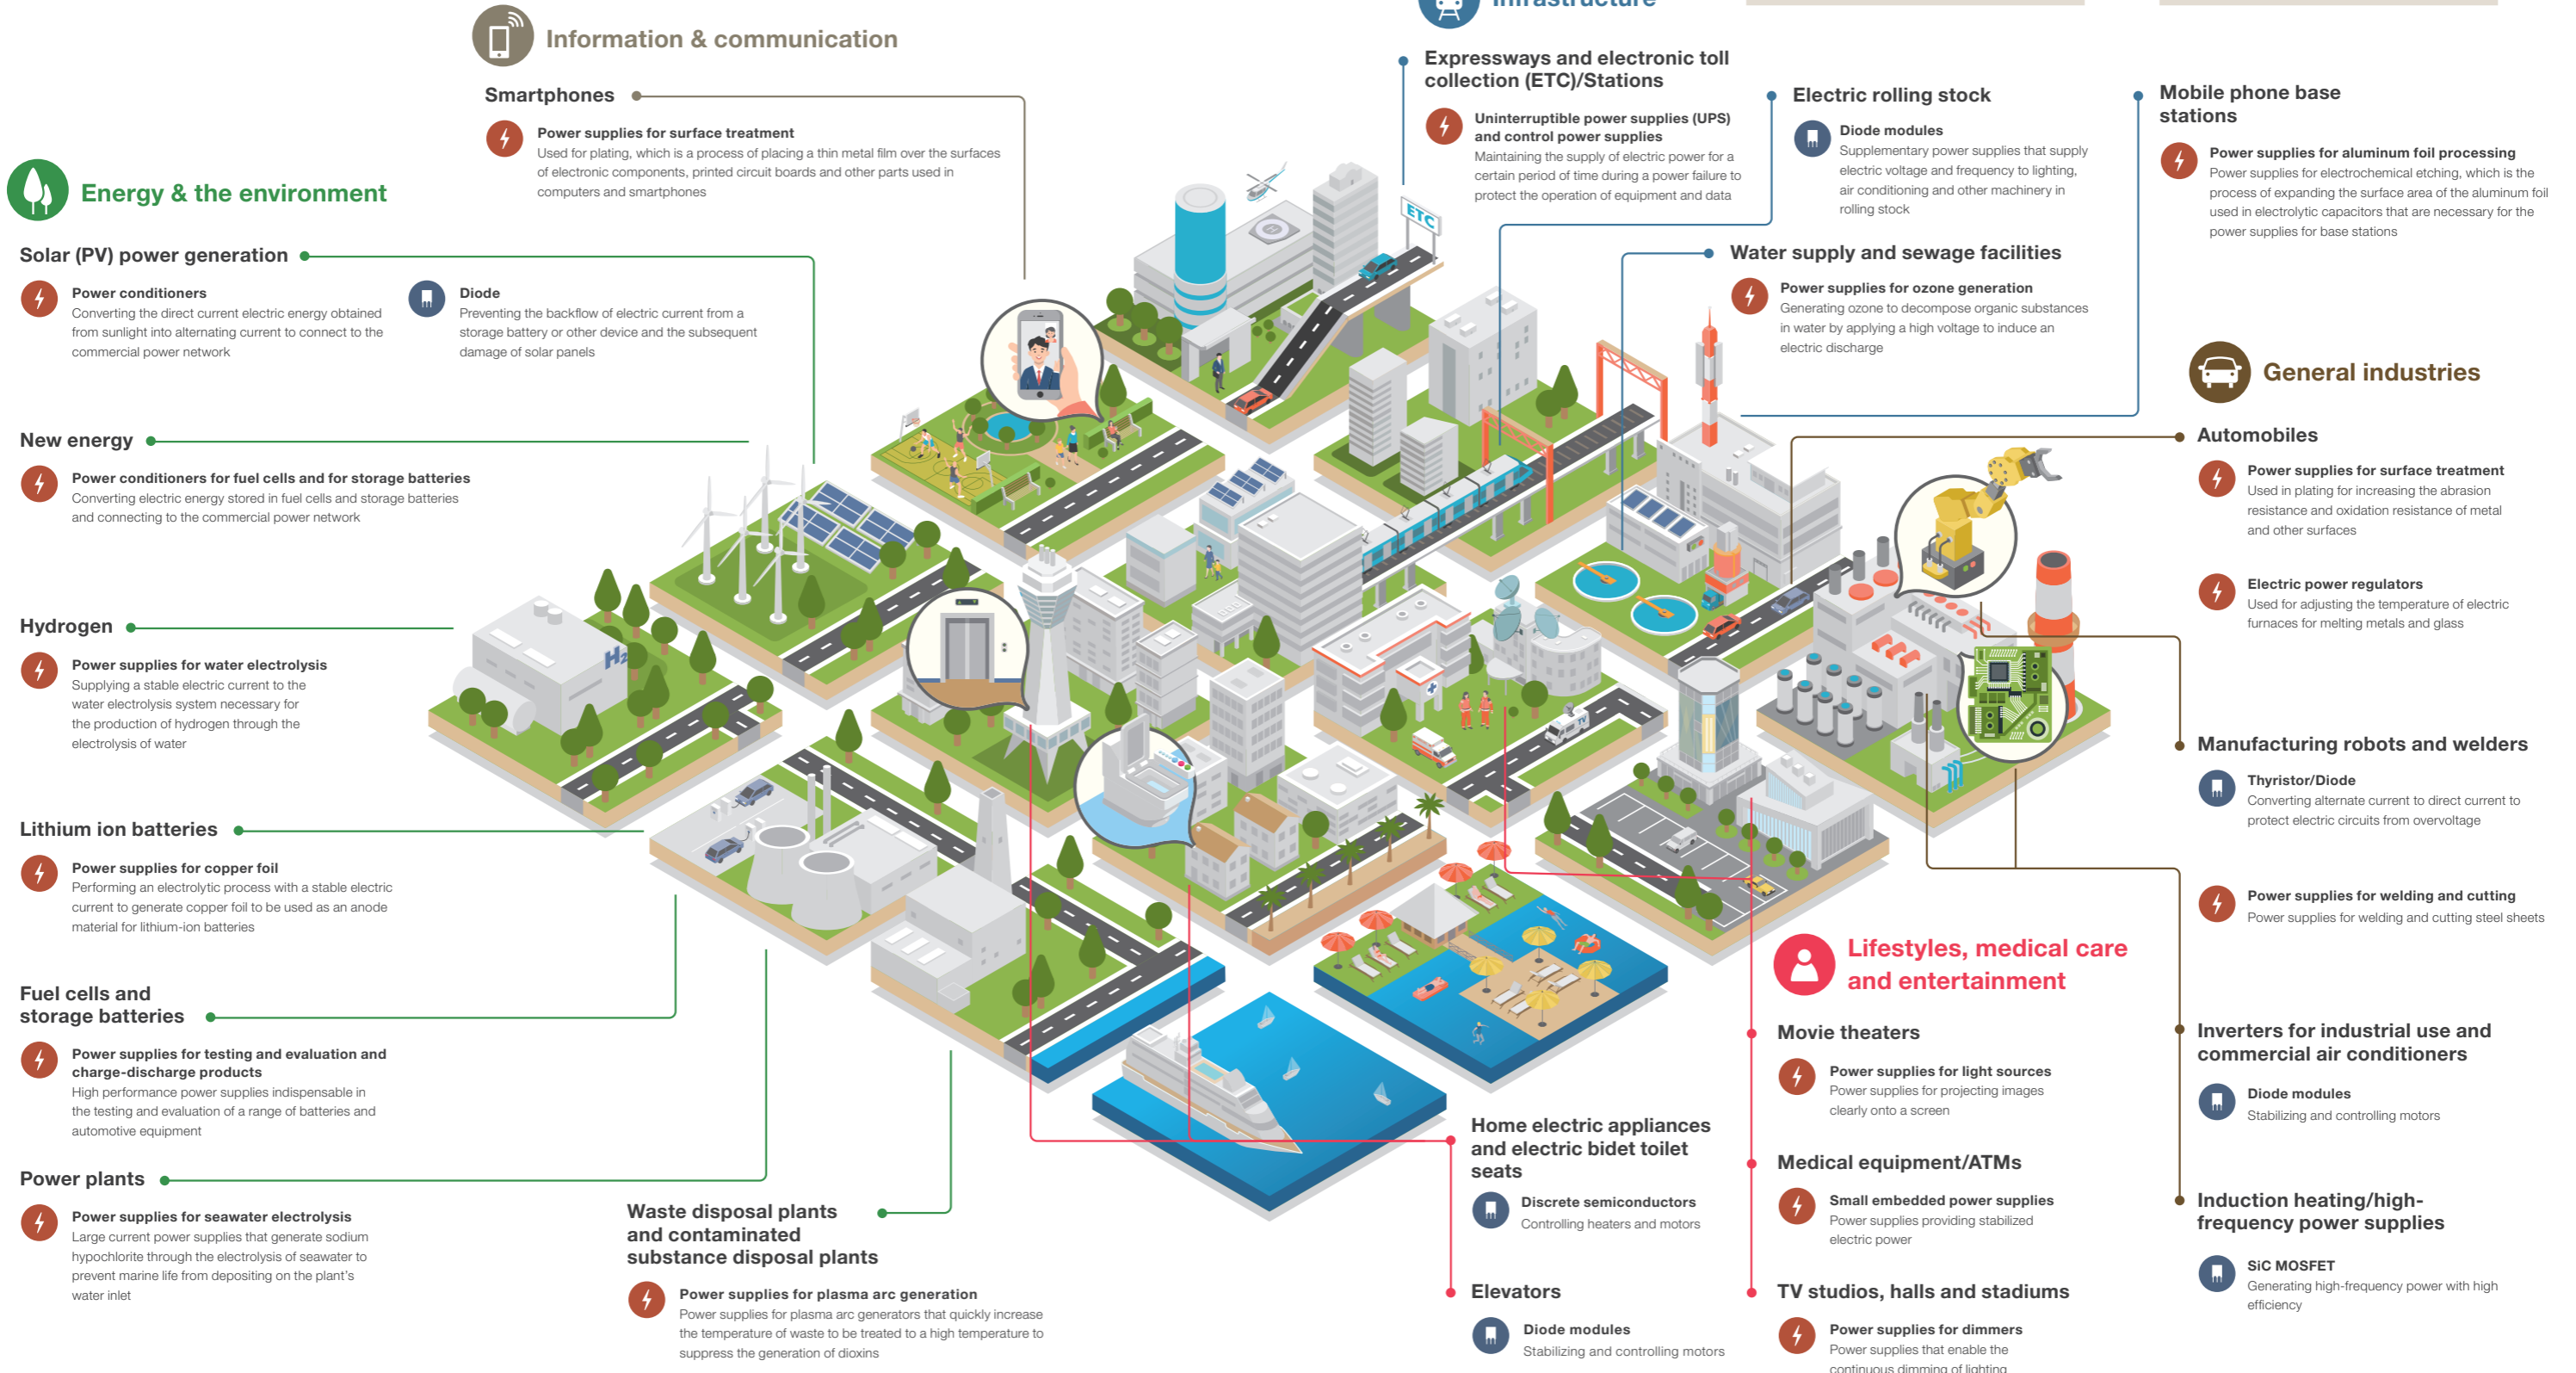 Information & communication
Smartphones
Power supplies for surface treatment
Used for plating, which is a process of placing a thin metal film over the surfaces
of electronic components, printed circuit boards and other parts used in
computers and smartphones
Energy & the environment
Solar (PV) power generation
Power conditioners
Converting the direct current electric energy obtained
from sunlight into alternating current to connect to the
commercial power network
Diode
Preventing the backflow of electric current from a
storage battery or other device and the subsequent
damage of solar panels
New energy
Power conditioners for fuel cells and for storage batteries
Converting electric energy stored in fuel cells and storage batteries
and connecting to the commercial power network
Hydrogen
Power supplies for water electrolysis
Supplying a stable electric current to the
water electrolysis system necessary for
the production of hydrogen through the
electrolysis of water
Lithium ion batteries
Power supplies for copper foil
Performing an electrolytic process with a stable electric
current to generate copper foil to be used as an anode
material for lithium-ion batteries
Fuel cells and
storage batteries
Power supplies for testing and evaluation and
charge-discharge products
High performance power supplies indispensable in
the testing and evaluation of a range of batteries and
automotive equipment
Power plants
Power supplies for seawater electrolysis
Large current power supplies that generate sodium
hypochlorite through the electrolysis of seawater to
prevent marine life from depositing on the plant's
water inlet
Waste disposal plants
and contaminated
substance disposal plants
Power supplies for plasma arc generation
Power supplies for plasma arc generators that quickly increase
the temperature of waste to be treated to a high temperature to
suppress the generation of dioxins
Infrastructure
Expressways and electronic toll
collection (ETC)/Stations
Uninterruptible power supplies (UPS)
and control power supplies
Maintaining the supply of electric power for a
certain period of time during a power failure to
protect the operation of equipment and data
Electric rolling stock
Diode modules
Supplementary power supplies that supply
electric voltage and frequency to lighting,
air conditioning and other machinery in
rolling stock
Mobile phone base
stations
Power supplies for aluminum foil processing
Power supplies for electrochemical etching, which is the
process of expanding the surface area of the aluminum foil
used in electrolytic capacitors that are necessary for the
power supplies for base stations
Water supply and sewage facilities
Power supplies for ozone generation
Generating ozone to decompose organic substances
in water by applying a high voltage to induce an
electric discharge
ETC
H
H2
TV
General industries
Automobiles
Power supplies for surface treatment
Used in plating for increasing the abrasion
resistance and oxidation resistance of metal
and other surfaces
Electric power regulators
Used for adjusting the temperature of electric
furnaces for melting metals and glass
Manufacturing robots and welders
Thyristor/Diode
Converting alternate current to direct current to
protect electric circuits from overvoltage
Power supplies for welding and cutting
Power supplies for welding and cutting steel sheets
Inverters for industrial use and
commercial air conditioners
Diode modules
Stabilizing and controlling motors
Induction heating/high-
frequency power supplies
SiC MOSFET
Generating high-frequency power with high
efficiency
Lifestyles, medical care
and entertainment
Movie theaters
Power supplies for light sources
Power supplies for projecting images
clearly onto a screen
Medical equipment/ATMs
Small embedded power supplies
Power supplies providing stabilized
electric power
TV studios, halls and stadiums
Power supplies for dimmers
Power supplies that enable the
continuous dimming of lighting
Home electric appliances
and electric bidet toilet
seats
Discrete semiconductors
Controlling heaters and motors
Elevators
Diode modules
Stabilizing and controlling motors